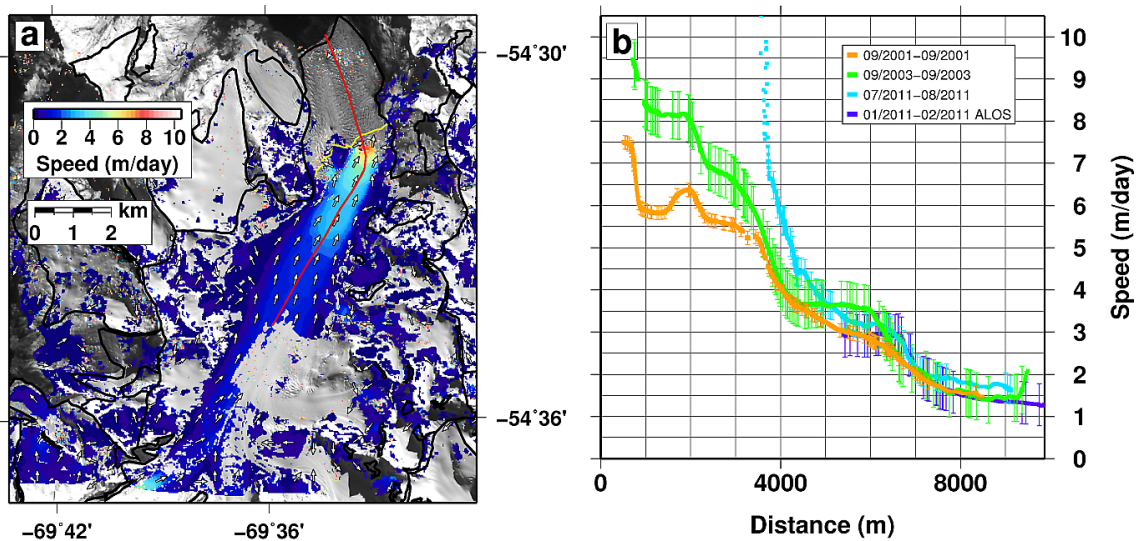 a
0 2 4 6 8 10
Speed (m/day)
km
0 1 2
−54˚30'
−54˚36'
−69˚42'
−69˚36'
b
09/2001−09/2001
09/2003−09/2003
07/2011−08/2011
01/2011−02/2011 ALOS
10
9
8
7
6
5
4
3
2
1
0
Speed (m/day)
0 4000 8000
Distance (m)